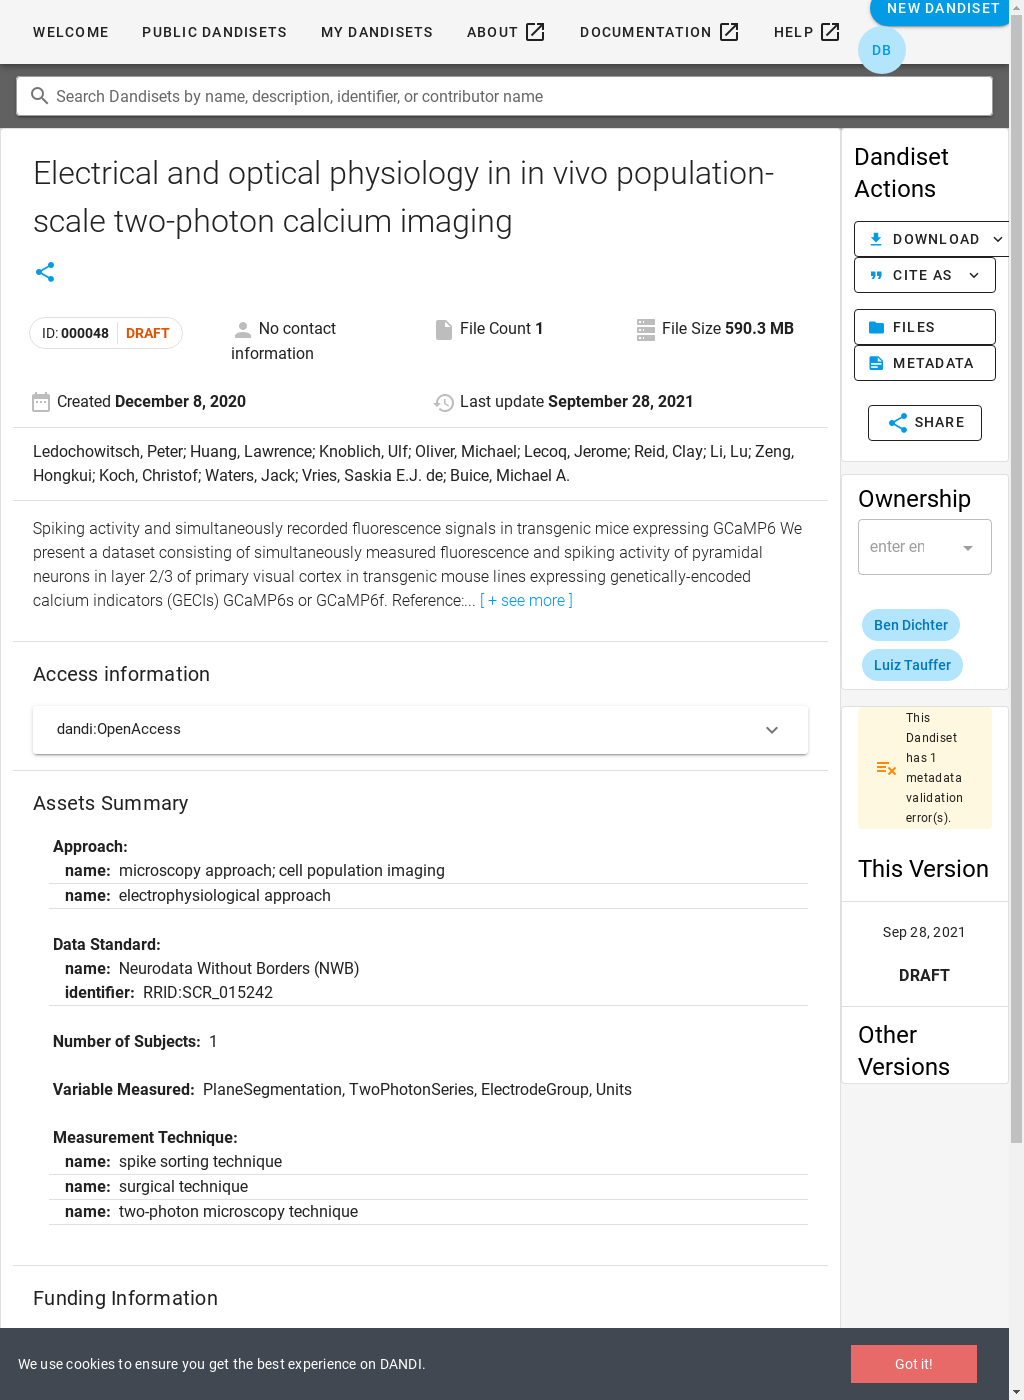 WELCOME PUBLIC DANDISETS MY DANDISETS ABOUT DOCUMENTATION HELP NEW DANDISET
DB
Search Dandisets by name, description, identifier, or contributor name
Electrical and optical physiology in in vivo population-
scale two-photon calcium imaging
ID: 000048 DRAFT
No contact
information
File Count 1
File Size 590.3 MB
Created December 8, 2020
Last update September 28, 2021
Ledochowitsch, Peter; Huang, Lawrence; Knoblich, Ulf; Oliver, Michael; Lecoq, Jerome; Reid, Clay; Li, Lu; Zeng,
Hongkui; Koch, Christof; Waters, Jack; Vries, Saskia E.J. de; Buice, Michael A.
Spiking activity and simultaneously recorded fluorescence signals in transgenic mice expressing GCaMP6 We
present a dataset consisting of simultaneously measured fluorescence and spiking activity of pyramidal
neurons in layer 2/3 of primary visual cortex in transgenic mouse lines expressing genetically-encoded
calcium indicators (GECIs) GCaMP6s or GCaMP6f. Reference:... [ + see more ]
Access information
dandi:OpenAccess
Assets Summary
Approach:
name: microscopy approach; cell population imaging
name: electrophysiological approach
Data Standard:
name: Neurodata Without Borders (NWB)
identifier: RRID:SCR_015242
Number of Subjects: 1
Variable Measured: PlaneSegmentation, TwoPhotonSeries, ElectrodeGroup, Units
Measurement Technique:
name: spike sorting technique
name: surgical technique
name: two-photon microscopy technique
Funding Information
Dandiset
Actions
DOWNLOAD
CITE AS
FILES
METADATA
SHARE
Ownership
enter en
Ben Dichter
Luiz Tauffer
This
Dandiset
has 1
metadata
validation
error(s).
This Version
Sep 28, 2021
DRAFT
Other
Versions
We use cookies to ensure you get the best experience on DANDI.
Got it!